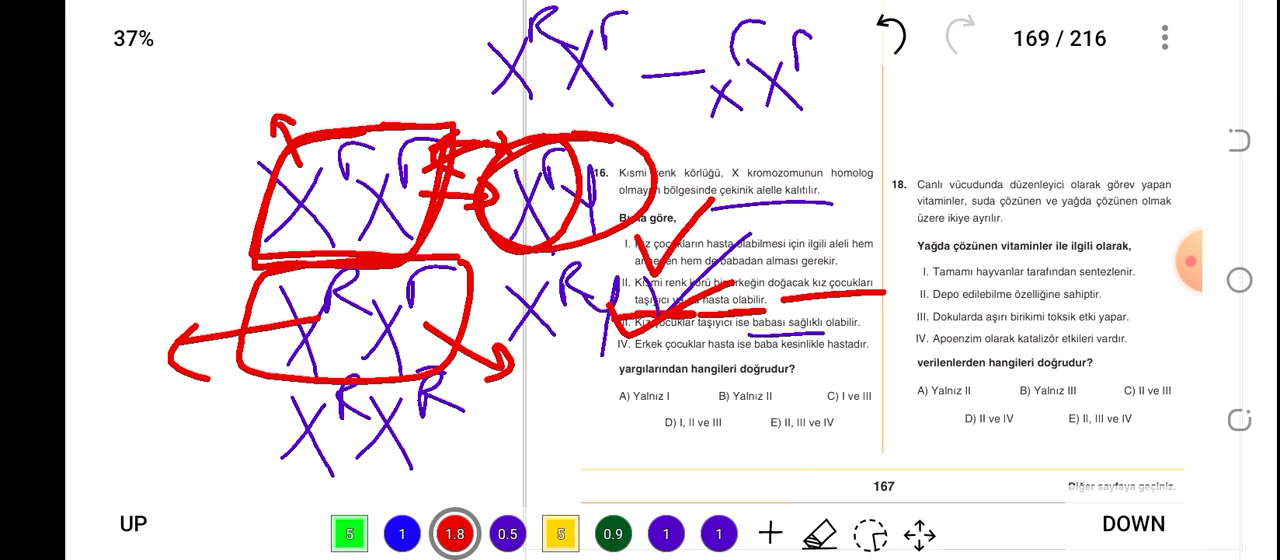 37%
169 / 216
X^R X^r — X^r X^r
X^r X^r
X^r Y
X^R X^r
X^R Y
X^R X^R
16. Kısmi renk körlüğü, X kromozomunun homolog
olmayan bölgesinde çekinik alelle kalıtılır.
Buna göre,
I. Kız çocukların hasta olabilmesi için ilgili aleli hem
anneden hem de babadan alması gerekir.
II. Kısmi renk körü bir erkeğin doğacak kız çocukları
taşıyıcı ya da hasta olabilir.
III. Kız çocuklar taşıyıcı ise babası sağlıklı olabilir.
IV. Erkek çocuklar hasta ise baba kesinlikle hastadır.
yargılarından hangileri doğrudur?
A) Yalnız I B) Yalnız II C) I ve III
D) I, II ve III E) II, III ve IV
18. Canlı vücudunda düzenleyici olarak görev yapan
vitaminler, suda çözünen ve yağda çözünen olmak
üzere ikiye ayrılır.
Yağda çözünen vitaminler ile ilgili olarak,
I. Tamamı hayvanlar tarafından sentezlenir.
II. Depo edilebilme özelliğine sahiptir.
III. Dokularda aşırı birikimi toksik etki yapar.
IV. Apoenzim olarak katalizör etkileri vardır.
verilenlerden hangileri doğrudur?
A) Yalnız II B) Yalnız III C) II ve III
D) II ve IV E) II, III ve IV
167
Diğer sayfaya geçiniz.
UP
5 1 1.8 0.5 5 0.9 1 1
DOWN